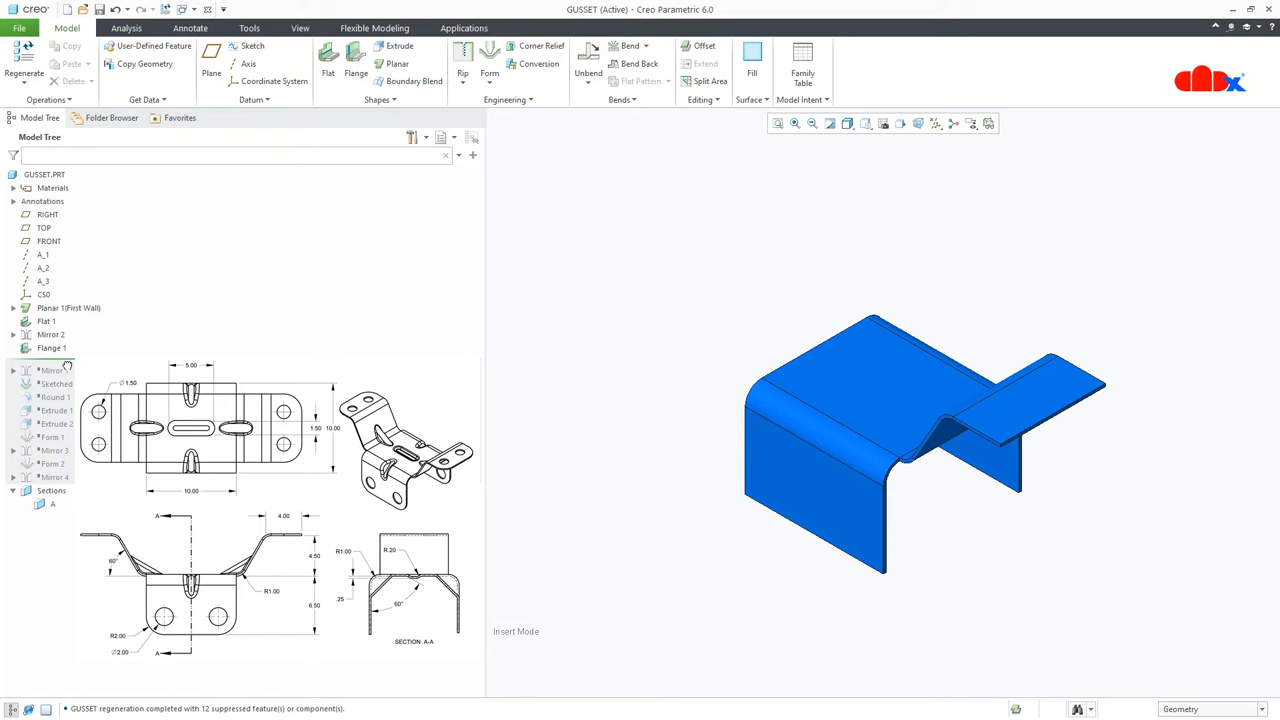 creo°
GUSSET (Active) - Creo Parametric 6.0
File Model Analysis Annotate Tools View Flexible Modeling Applications
Regenerate Copy Paste Delete
User-Defined Feature Copy Geometry
Plane Sketch Axis Coordinate System
Flat Flange Extrude Planar Boundary Blend
Rip Form Corner Relief Conversion
Unbend Bend Bend Back Flat Pattern
Offset Extend Split Area
Fill
Family Table
Operations Get Data Datum Shapes Engineering Bends Editing Surface Model Intent
Model Tree Folder Browser Favorites
Model Tree
GUSSET.PRT
Materials
Annotations
RIGHT
TOP
FRONT
A_1
A_2
A_3
CS0
Planar 1(First Wall)
Flat 1
Mirror 2
Flange 1
Sketched
Round 1
Extrude 1
Extrude 2
Form 1
Mirror 3
Form 2
Mirror 4
Sections
A
5.00
Ø 1.50
1.50 10.00
10.00
A
4.00
60°
4.50
R1.00
R2.00
Ø2.00
6.50
A
R1.00 R.20
.25
60°
SECTION A-A
Insert Mode
GUSSET regeneration completed with 12 suppressed feature(s) or component(s).
Geometry